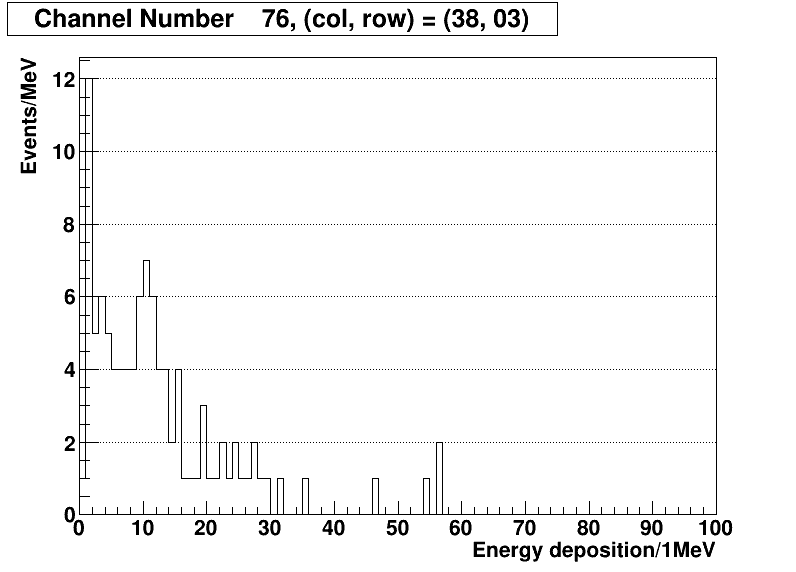 Channel Number 76, (col, row) = (38, 03)
Events/MeV
12
10
8
6
4
2
0
0 10 20 30 40 50 60 70 80 90 100
Energy deposition/1MeV